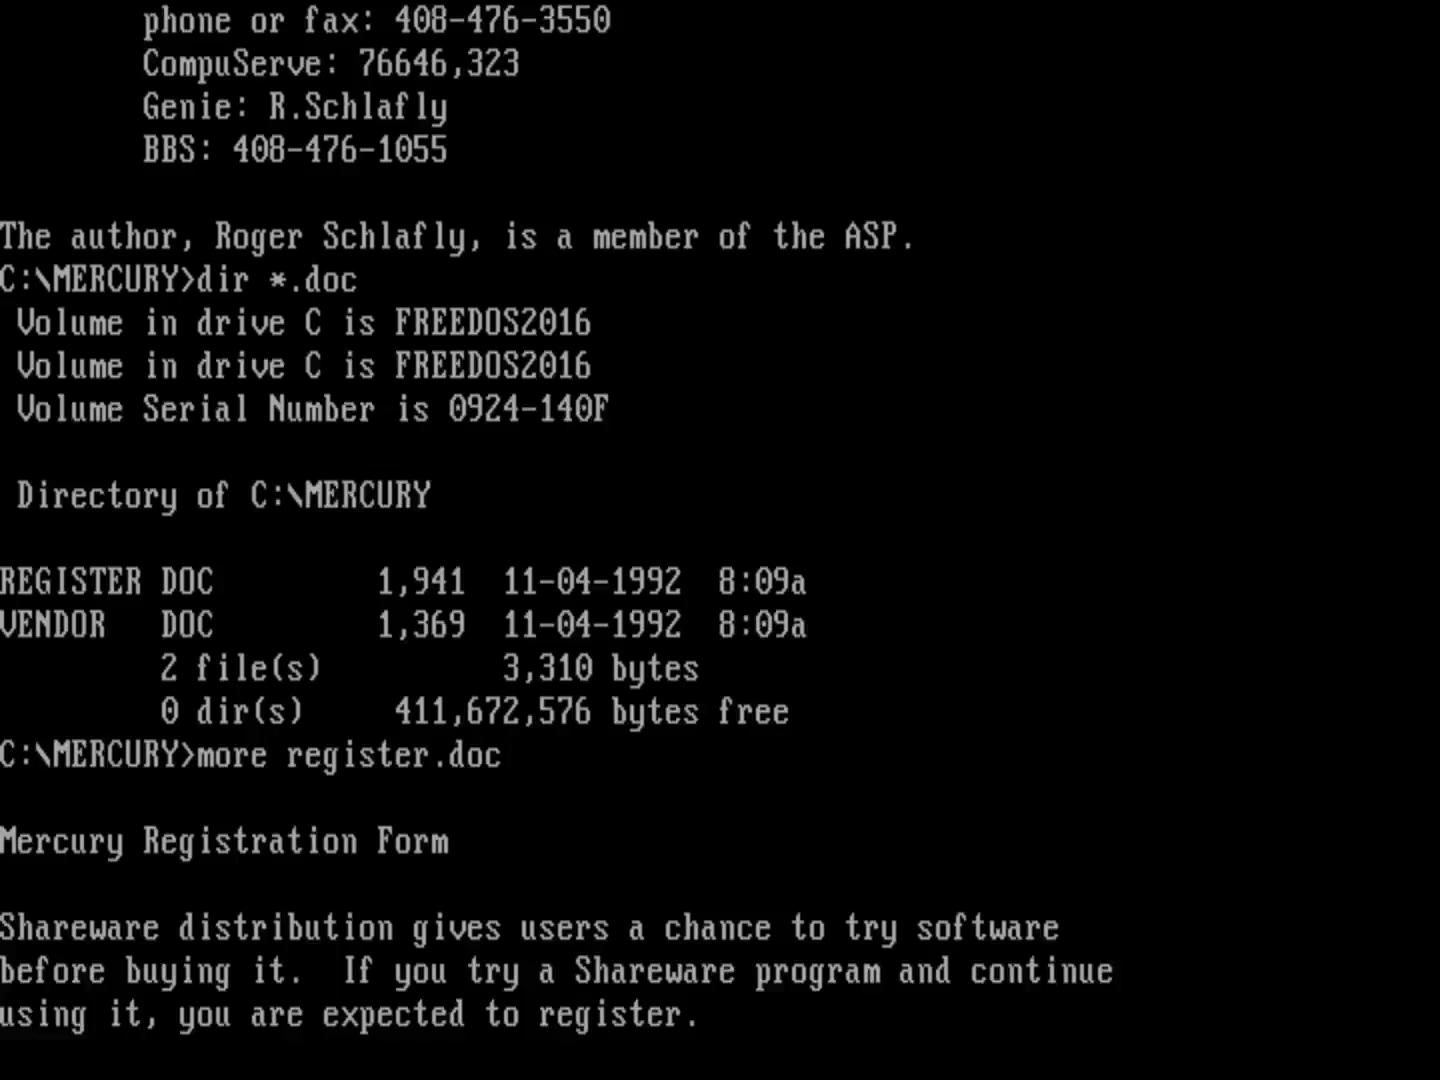 phone or fax: 408-476-3550
CompuServe: 76646,323
Genie: R.Schlafly
BBS: 408-476-1055
The author, Roger Schlafly, is a member of the ASP.
C:\MERCURY>dir *.doc
Volume in drive C is FREEDOS2016
Volume in drive C is FREEDOS2016
Volume Serial Number is 0924-140F
Directory of C:\MERCURY
REGISTER DOC 1,941 11-04-1992 8:09a
VENDOR DOC 1,369 11-04-1992 8:09a
2 file(s) 3,310 bytes
0 dir(s) 411,672,576 bytes free
C:\MERCURY>more register.doc
Mercury Registration Form
Shareware distribution gives users a chance to try software
before buying it. If you try a Shareware program and continue
using it, you are expected to register.